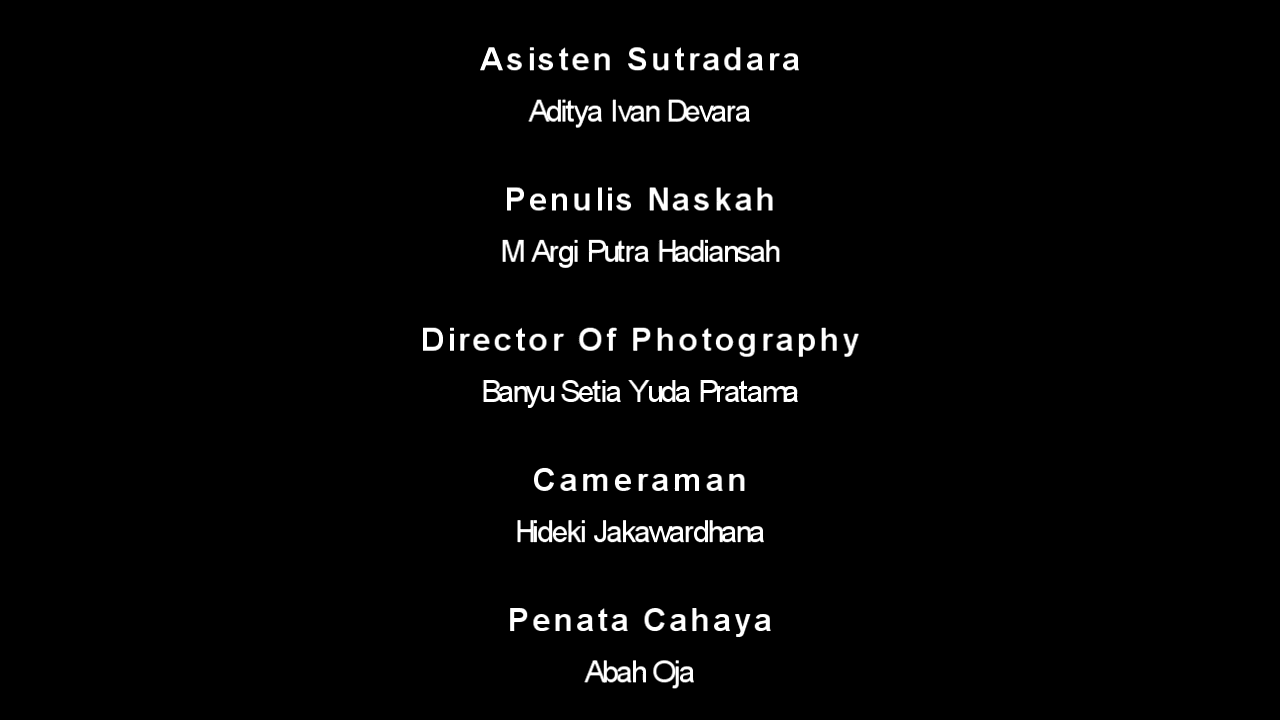 Asisten Sutradara
Aditya Ivan Devara
Penulis Naskah
M Argi Putra Hadiansah
Director Of Photography
Banyu Setia Yuda Pratama
Cameraman
Hideki Jakawardhana
Penata Cahaya
Abah Oja